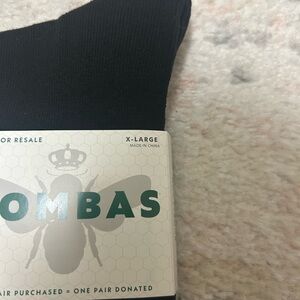 OR RESALE
X-LARGE
MADE IN CHINA
OMBAS
AIR PURCHASED = ONE PAIR DONATED